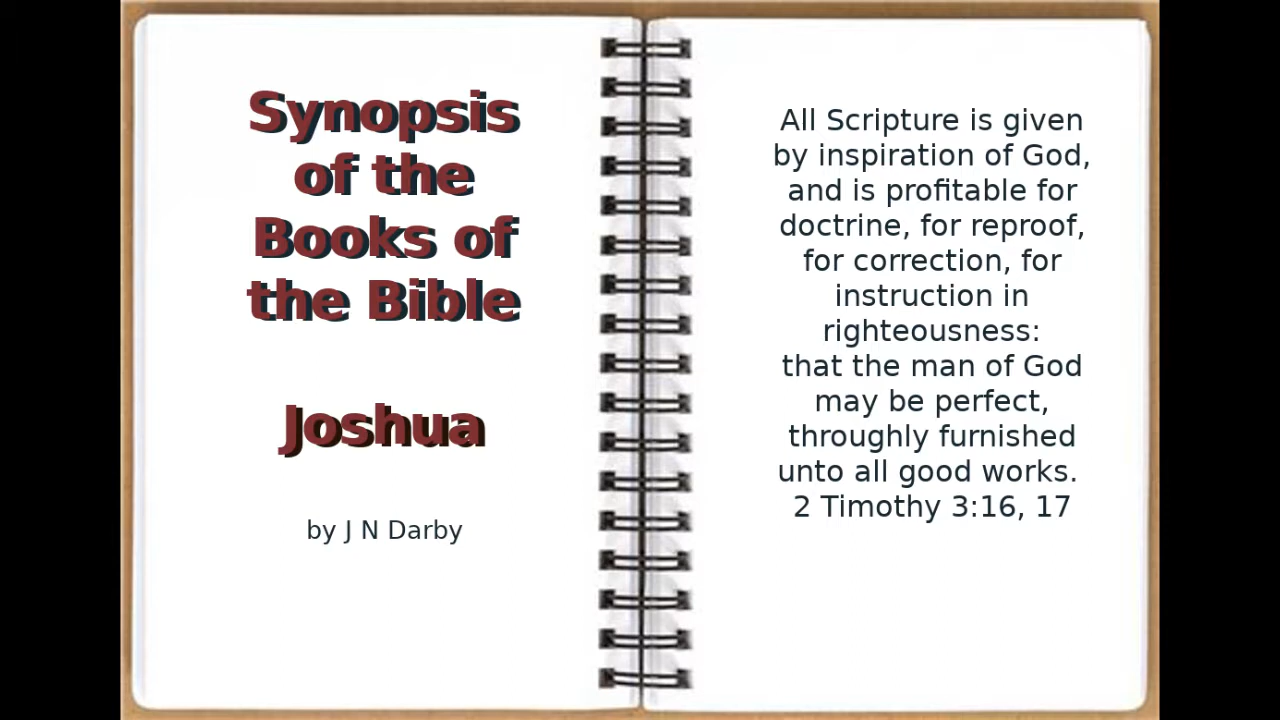 Synopsis
of the
Books of
the Bible
Joshua
by J N Darby
All Scripture is given
by inspiration of God,
and is profitable for
doctrine, for reproof,
for correction, for
instruction in
righteousness:
that the man of God
may be perfect,
throughly furnished
unto all good works.
2 Timothy 3:16, 17